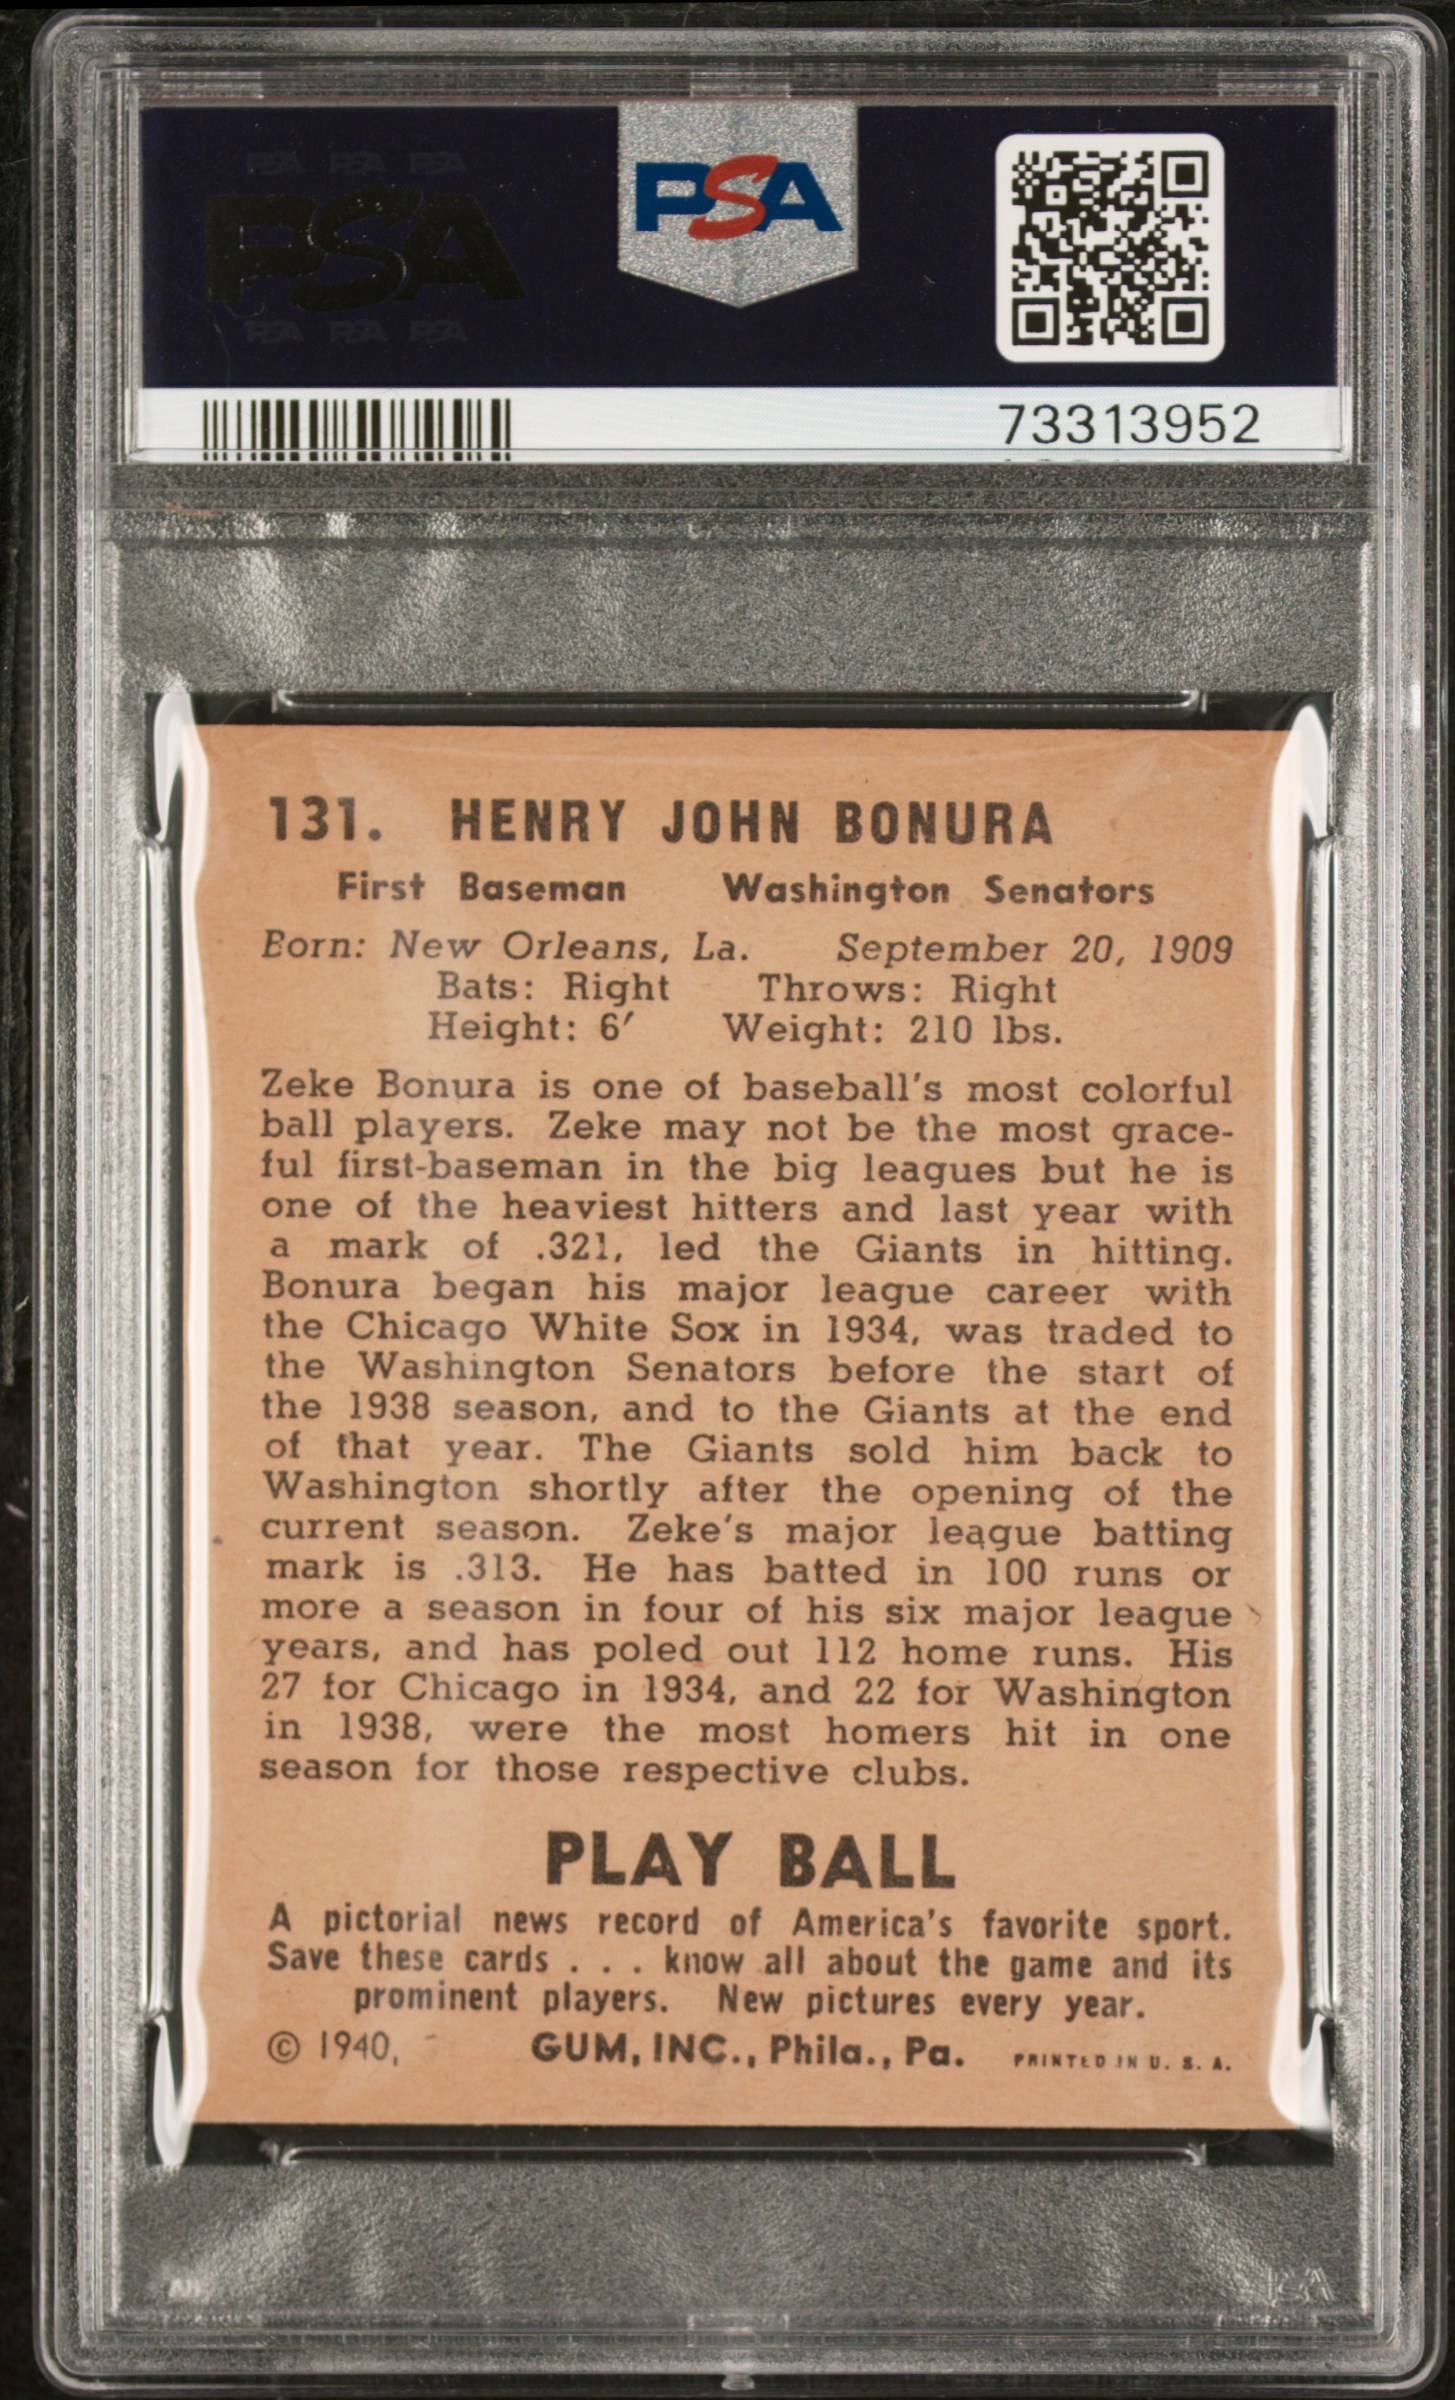 PSA PSA PSA
PSA
PSA PSA PSA
PSA
73313952
131. HENRY JOHN BONURA
First Baseman Washington Senators
Born: New Orleans, La. September 20, 1909
Bats: Right Throws: Right
Height: 6′ Weight: 210 lbs.
Zeke Bonura is one of baseball's most colorful
ball players. Zeke may not be the most grace-
ful first-baseman in the big leagues but he is
one of the heaviest hitters and last year with
a mark of .321, led the Giants in hitting.
Bonura began his major league career with
the Chicago White Sox in 1934, was traded to
the Washington Senators before the start of
the 1938 season, and to the Giants at the end
of that year. The Giants sold him back to
Washington shortly after the opening of the
current season. Zeke's major league batting
mark is .313. He has batted in 100 runs or
more a season in four of his six major league
years, and has poled out 112 home runs. His
27 for Chicago in 1934, and 22 for Washington
in 1938, were the most homers hit in one
season for those respective clubs.
PLAY BALL
A pictorial news record of America's favorite sport.
Save these cards . . . know all about the game and its
prominent players. New pictures every year.
© 1940, GUM, INC., Phila., Pa. PRINTED IN U. S. A.